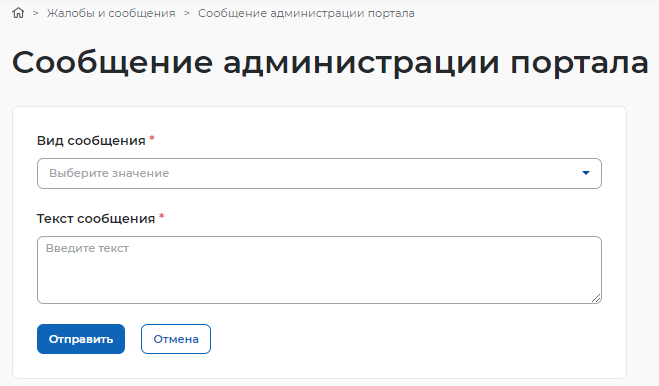 > Жалобы и сообщения > Сообщение администрации портала
Сообщение администрации портала
Вид сообщения *
Выберите значение
Текст сообщения *
Введите текст
Отправить Отмена